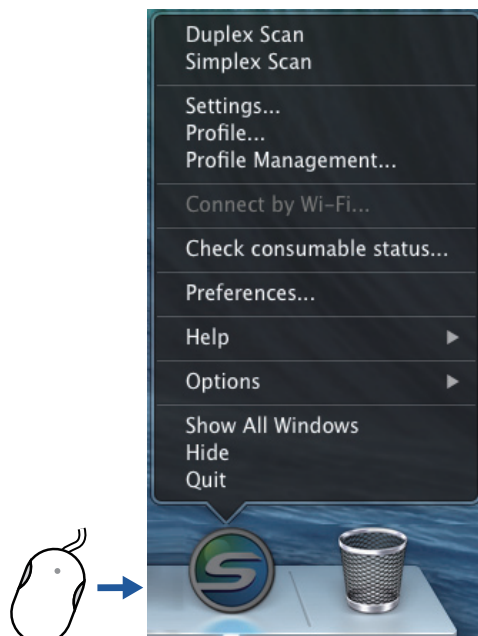 Duplex Scan
Simplex Scan
Settings...
Profile...
Profile Management...
Connect by Wi-Fi...
Check consumable status...
Preferences...
Help
Options
Show All Windows
Hide
Quit
S